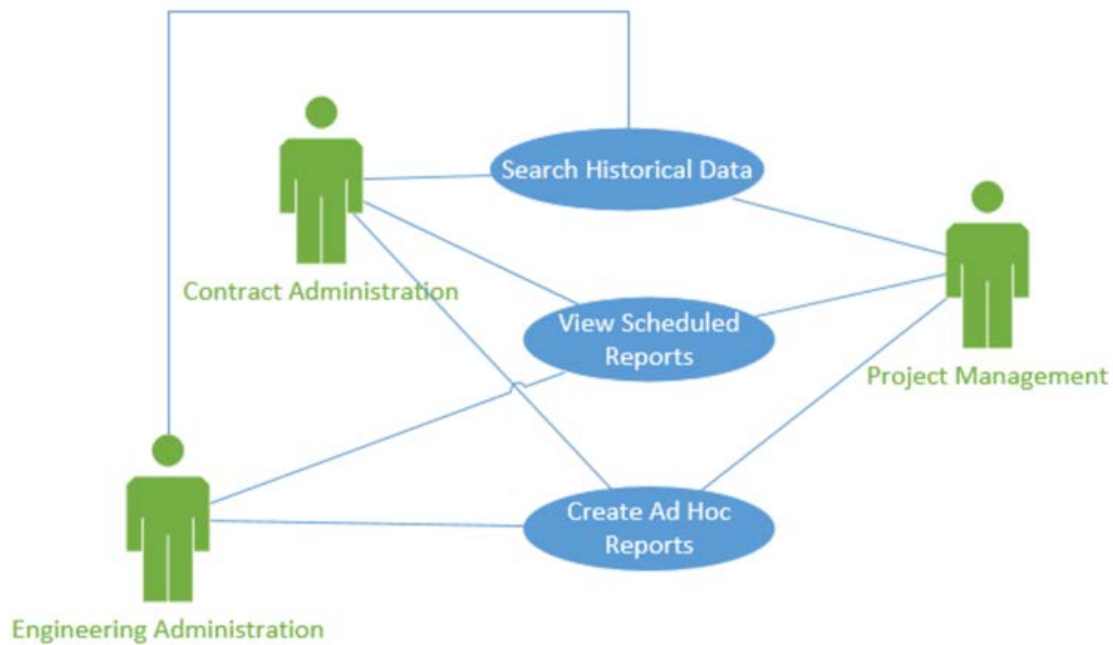 Search Historical Data
Contract Administration
View Scheduled
Reports
Project Management
Create Ad Hoc
Reports
Engineering Administration